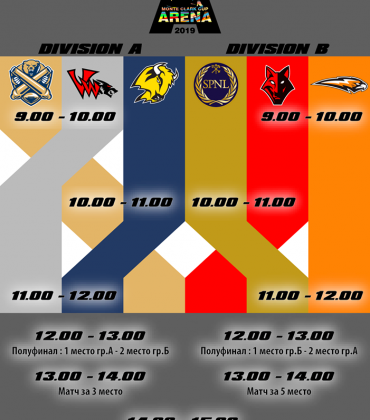 MONTE CLARK CUP
ARENA
2019
DIVISION A DIVISION B
SPNL
9.00 - 10.00 9.00 - 10.00
10.00 - 11.00 10.00 - 11.00
11.00 - 12.00 11.00 - 12.00
12.00 - 13.00 12.00 - 13.00
Полуфинал : 1 место гр.А - 2 место гр.Б Полуфинал : 1 место гр.Б - 2 место гр.А
13.00 - 14.00 13.00 - 14.00
Матч за 3 место Матч за 5 место